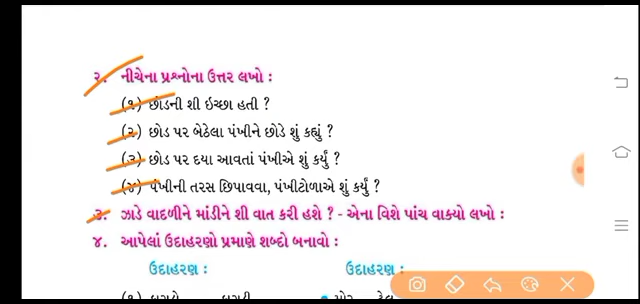 ૨. નીચેના પ્રશ્નોના ઉત્તર લખો :
(૧) છોડની શી ઇચ્છા હતી ?
(૨) છોડ પર બેઠેલા પંખીને છોડે શું કહ્યું ?
(૩) છોડ પર દયા આવતાં પંખીએ શું કર્યું ?
(૪) પંખીની તરસ છિપાવવા, પંખીટોળાએ શું કર્યું ?
૩. ઝાડે વાદળીને માંડીને શી વાત કરી હશે ? - એના વિશે પાંચ વાક્યો લખો :
૪. આપેલાં ઉદાહરણો પ્રમાણે શબ્દો બનાવો :
ઉદાહરણ : ઉદાહરણ :
(૧)